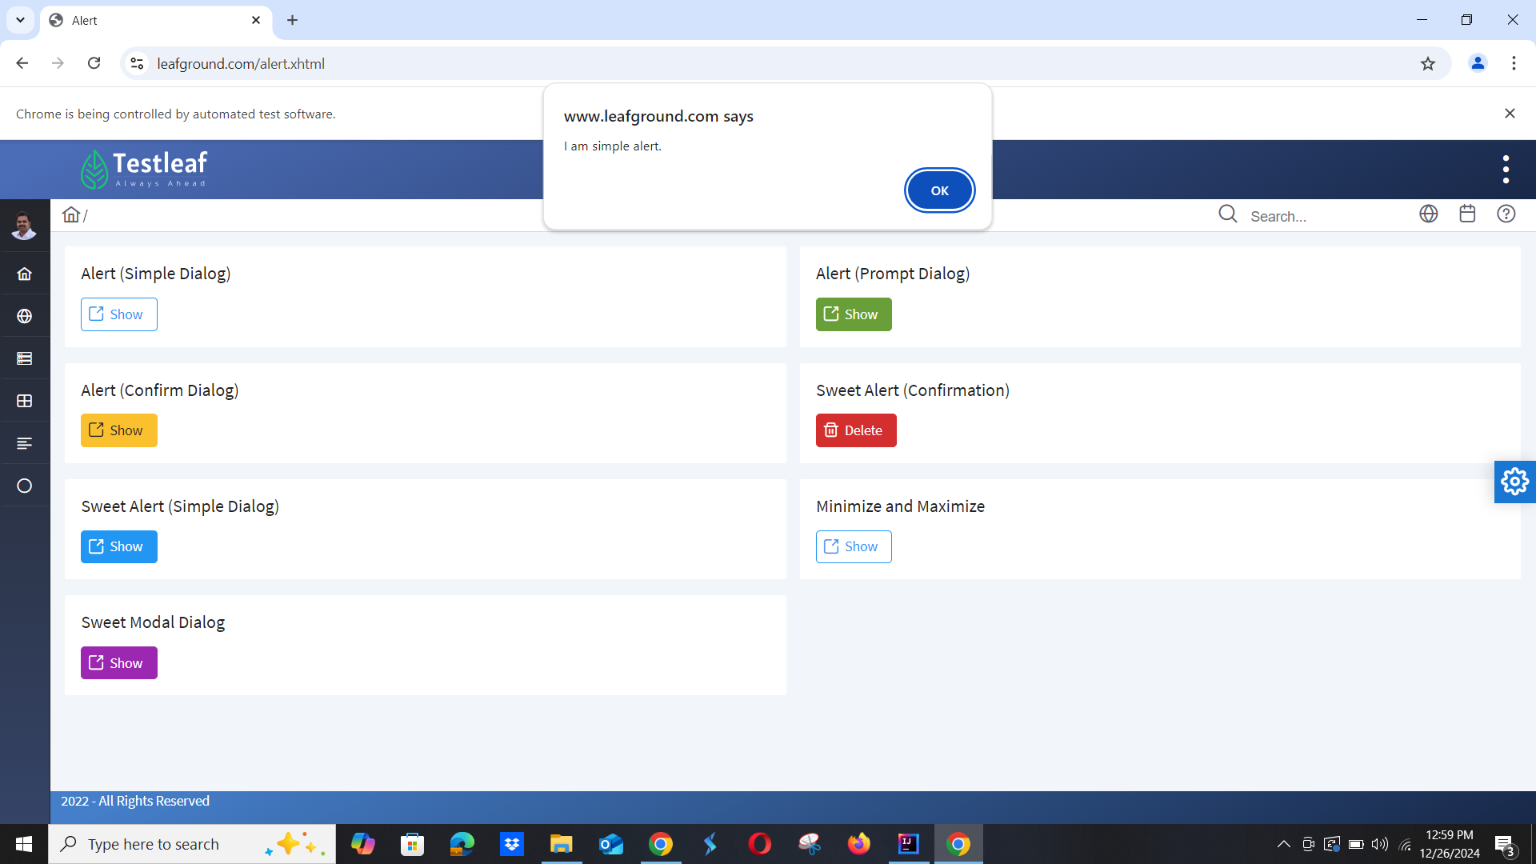 Alert
leafground.com/alert.xhtml
Chrome is being controlled by automated test software.
www.leafground.com says
I am simple alert.
OK
Testleaf
Always Ahead
/
Search...
Alert (Simple Dialog)
Show
Alert (Prompt Dialog)
Show
Alert (Confirm Dialog)
Show
Sweet Alert (Confirmation)
Delete
Sweet Alert (Simple Dialog)
Show
Minimize and Maximize
Show
Sweet Modal Dialog
Show
2022 - All Rights Reserved
Type here to search
IJ
12:59 PM
12/26/2024
3